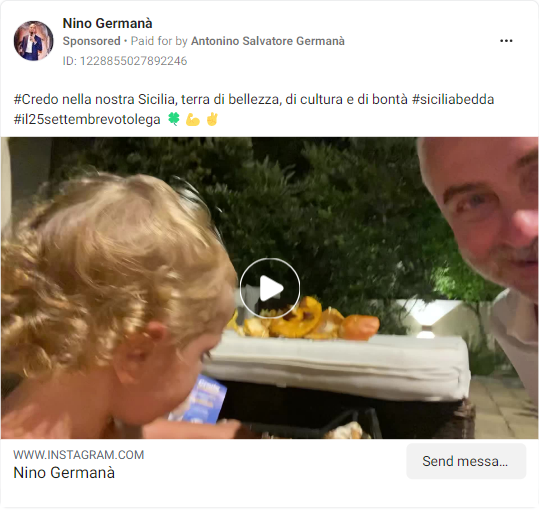 Nino Germanà
Sponsored • Paid for by Antonino Salvatore Germanà
ID: 1228855027892246
#Credo nella nostra Sicilia, terra di bellezza, di cultura e di bontà #siciliabedda
#il25settembrevotolega 🍀 💪 ✌️
WWW.INSTAGRAM.COM
Nino Germanà
Send messa...